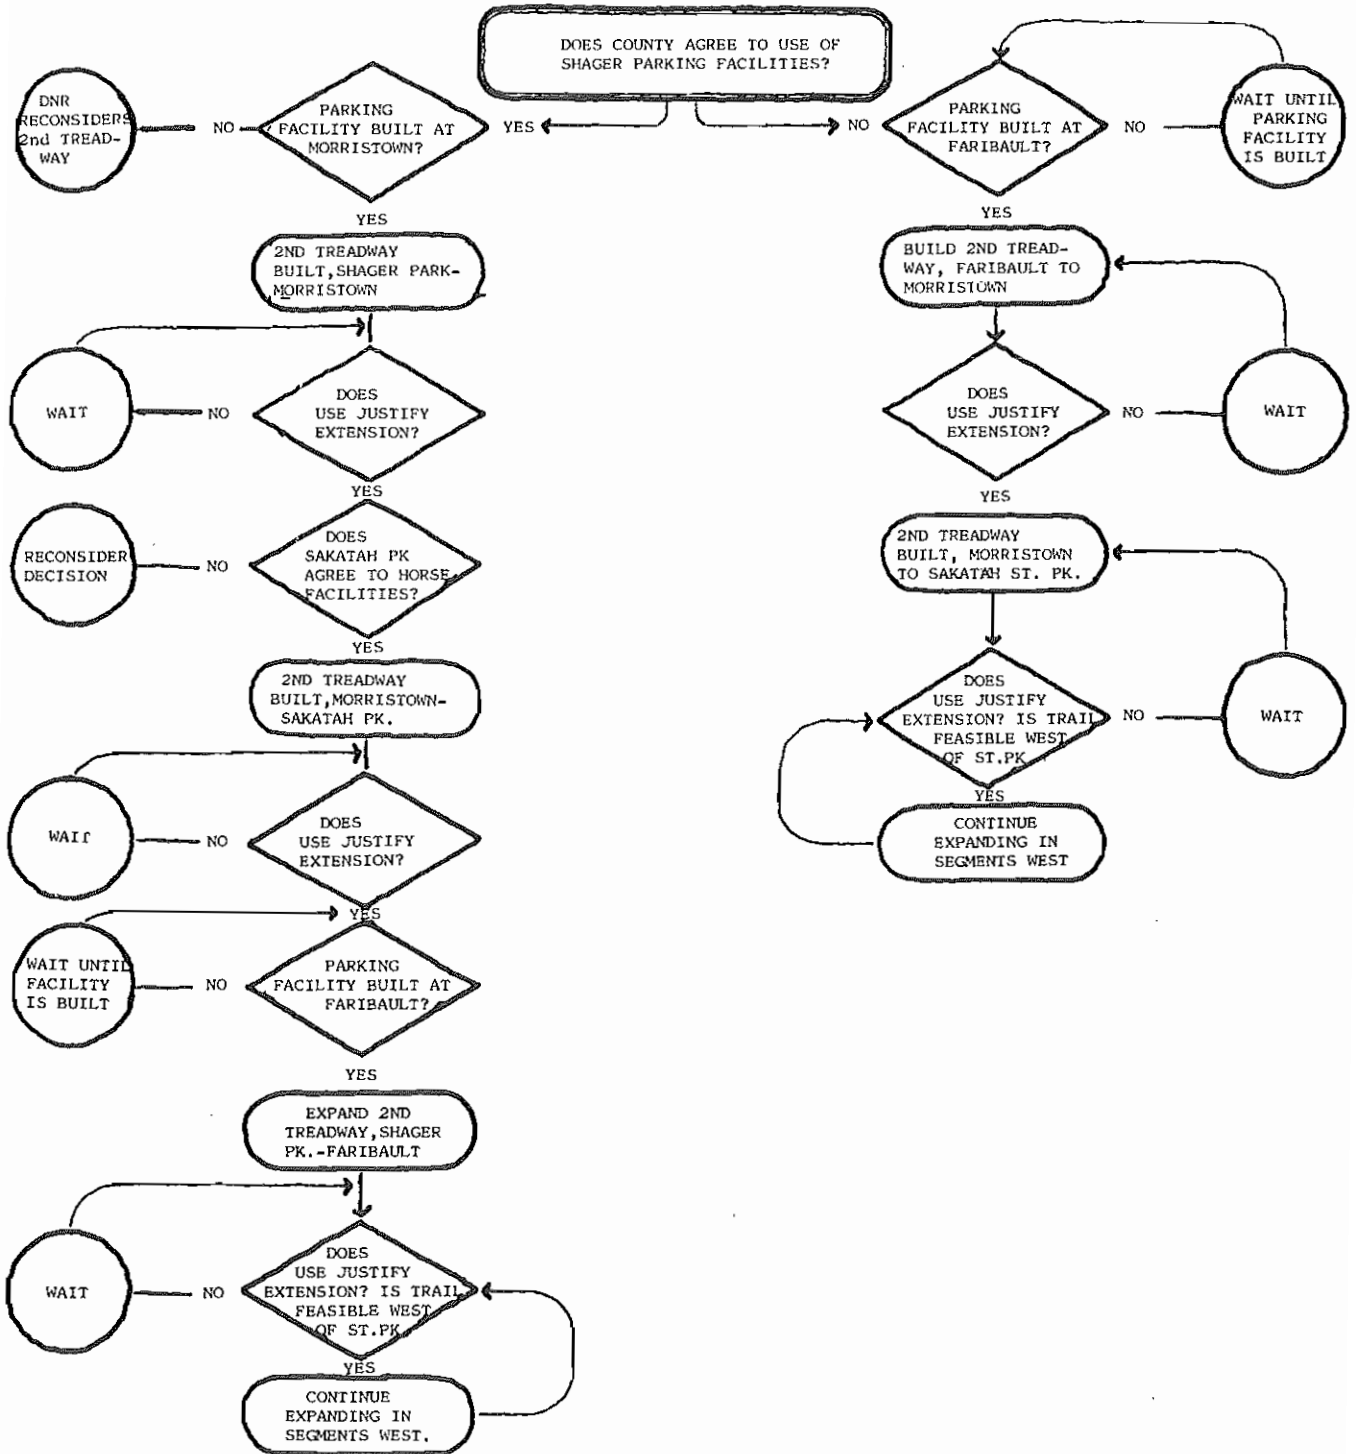 DOES COUNTY AGREE TO USE OF
SHAGER PARKING FACILITIES?
DNR
RECONSIDERS
2nd TREAD-
WAY
NO
PARKING
FACILITY BUILT AT
MORRISTOWN?
YES
NO
PARKING
FACILITY BUILT AT
FARIBAULT?
NO
WAIT UNTIL
PARKING
FACILITY
IS BUILT
YES
2ND TREADWAY
BUILT,SHAGER PARK-
MORRISTOWN
WAIT
NO
DOES
USE JUSTIFY
EXTENSION?
YES
RECONSIDER
DECISION
NO
DOES
SAKATAH PK
AGREE TO HORSE
FACILITIES?
YES
2ND TREADWAY
BUILT,MORRISTOWN-
SAKATAH PK.
WAIT
NO
DOES
USE JUSTIFY
EXTENSION?
YES
WAIT UNTIL
FACILITY
IS BUILT
NO
PARKING
FACILITY BUILT AT
FARIBAULT?
YES
EXPAND 2ND
TREADWAY,SHAGER
PK.-FARIBAULT
WAIT
NO
DOES
USE JUSTIFY
EXTENSION? IS TRAIL
FEASIBLE WEST
OF ST.PK
YES
CONTINUE
EXPANDING IN
SEGMENTS WEST.
YES
BUILD 2ND TREAD-
WAY, FARIBAULT TO
MORRISTOWN
DOES
USE JUSTIFY
EXTENSION?
NO
WAIT
YES
2ND TREADWAY
BUILT, MORRISTOWN
TO SAKATAH ST. PK.
DOES
USE JUSTIFY
EXTENSION? IS TRAIL
FEASIBLE WEST
OF ST.PK
NO
WAIT
YES
CONTINUE
EXPANDING IN
SEGMENTS WEST